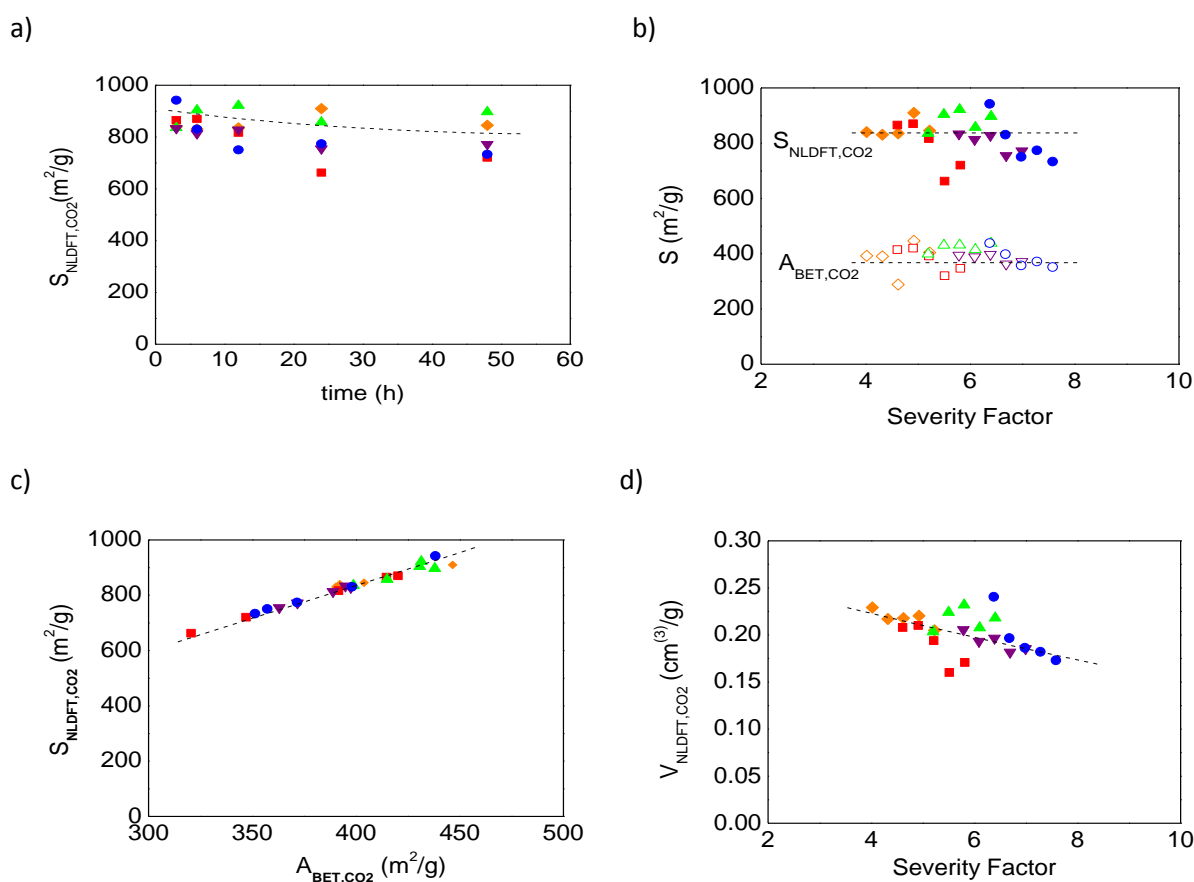 a)
1000
800
600
400
200
0
S_NLDFT,CO2(m²/g)
0 10 20 30 40 50 60
time (h)
b)
1000
800
600
400
200
0
S (m²/g)
S_NLDFT,CO2
A_BET,CO2
2 4 6 8 10
Severity Factor
c)
1000
800
600
400
200
0
S_NLDFT,CO2 (m²/g)
300 350 400 450 500
A_BET,CO2 (m²/g)
d)
0.30
0.25
0.20
0.15
0.10
0.05
0.00
V_NLDFT,CO2 (cm⁽³⁾/g)
2 4 6 8 10
Severity Factor